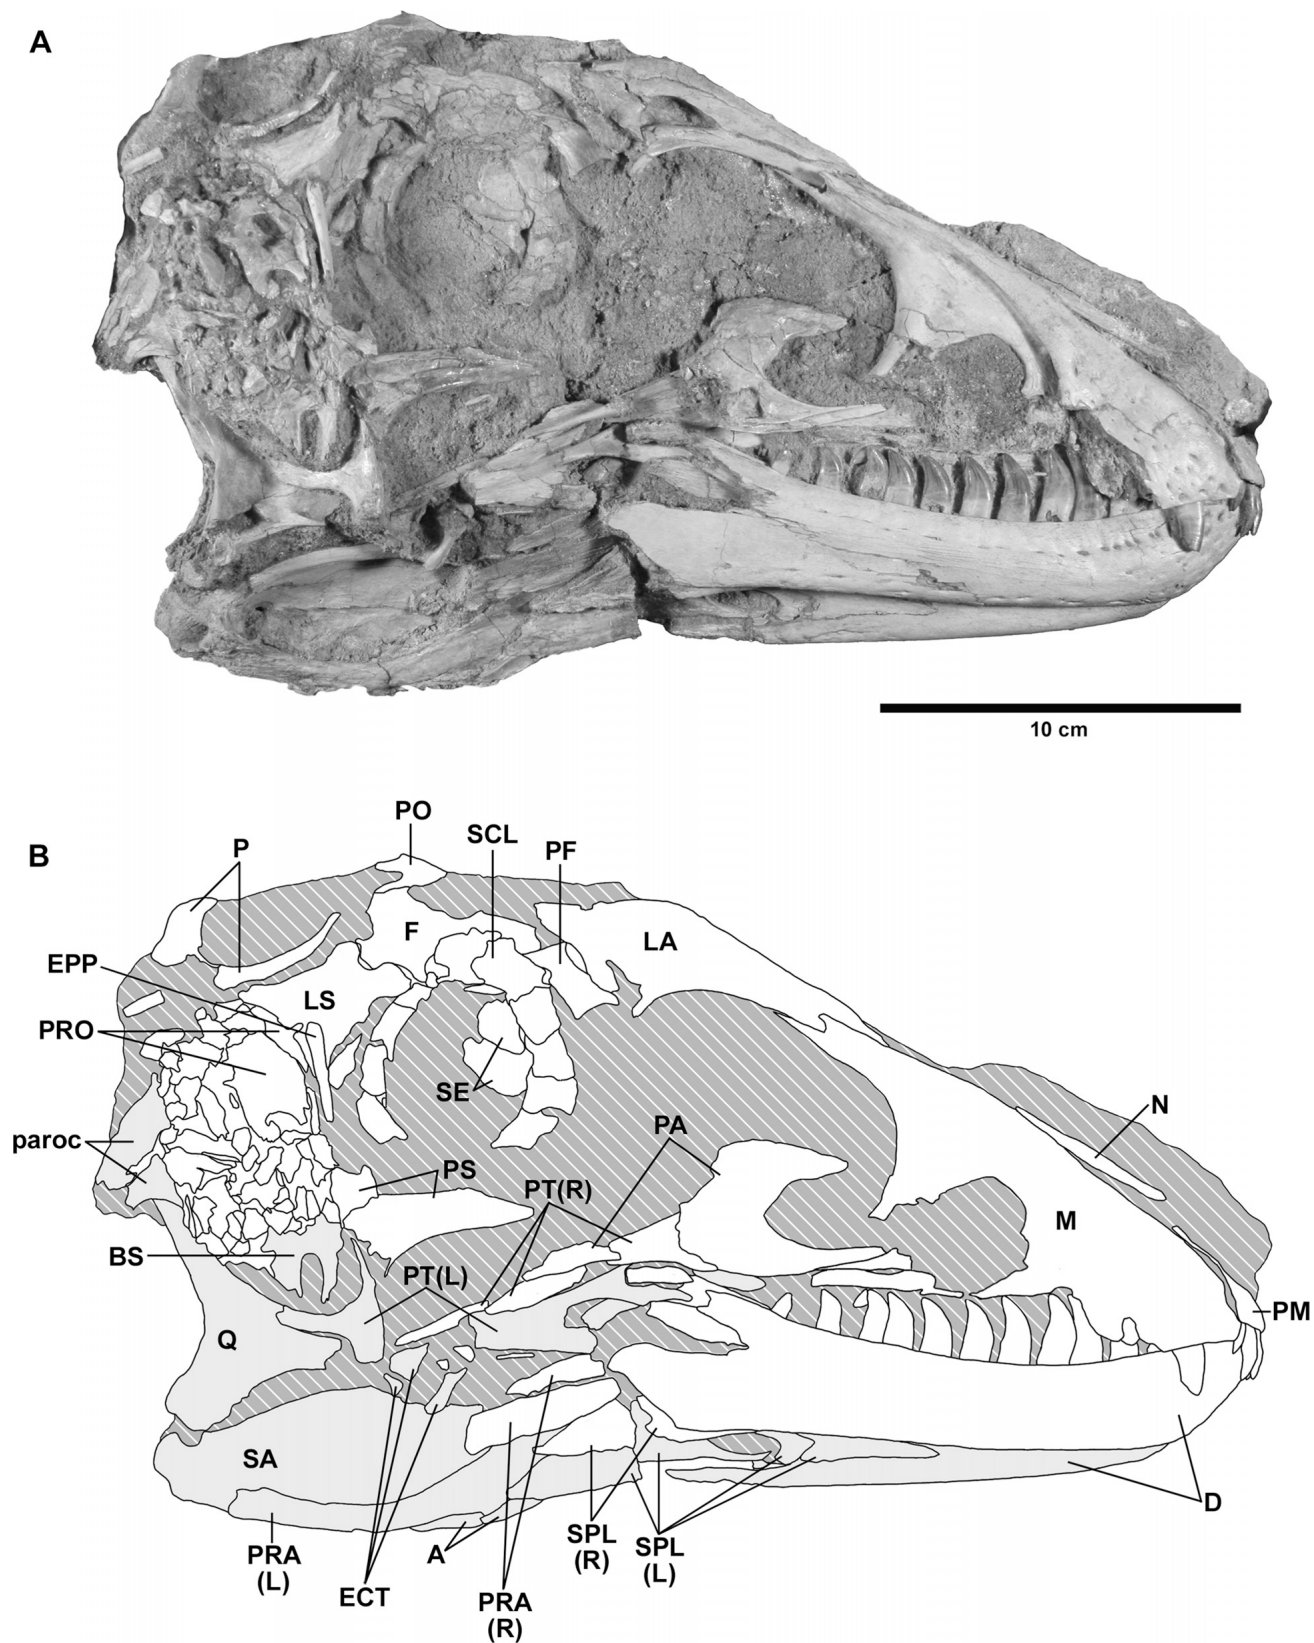 A
10 cm
B
PO
SCL
PF
P
F
LA
EPP
LS
PRO
SE
N
PA
paroc
PS
PT(R)
M
BS
PT(L)
PM
Q
SA
D
SPL
(R)
SPL
(L)
A
PRA
(L)
ECT
PRA
(R)